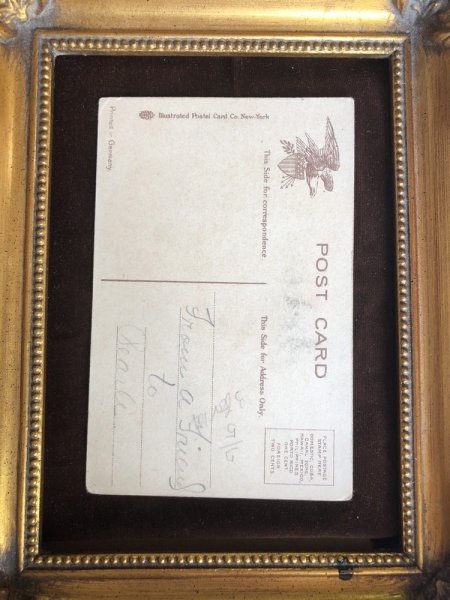 POST CARD
This Side for correspondence.
This Side for Address Only.
PLACE POSTAGE
STAMP HERE
DOMESTIC, CUBA,
CANAL ZONE,
HAWAII, MEXICO,
PHILIPPINES,
PORTO RICO
ONE CENT
FOREIGN
TWO CENTS
From a Friend
to
Illustrated Postal Card Co. New-York
Printed in Germany